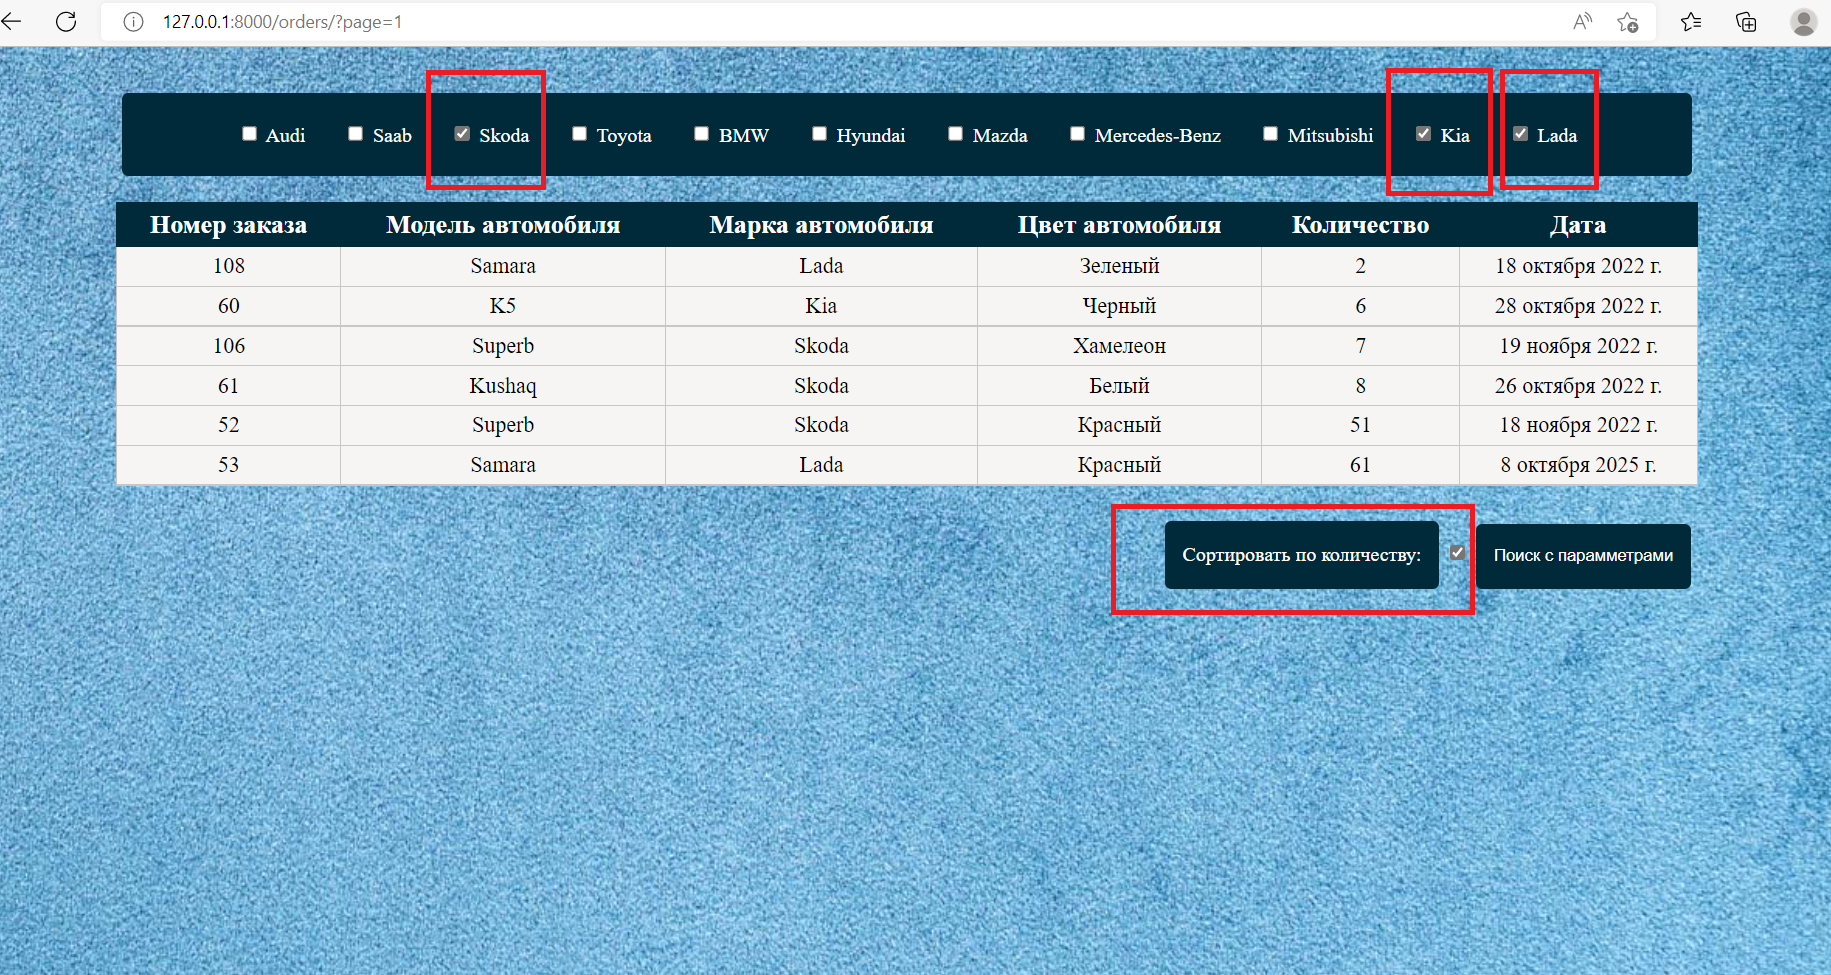 127.0.0.1:8000/orders/?page=1
Audi Saab Skoda Toyota BMW Hyundai Mazda Mercedes-Benz Mitsubishi Kia Lada
Номер заказа Модель автомобиля Марка автомобиля Цвет автомобиля Количество Дата
108 Samara Lada Зеленый 2 18 октября 2022 г.
60 K5 Kia Черный 6 28 октября 2022 г.
106 Superb Skoda Хамелеон 7 19 ноября 2022 г.
61 Kushaq Skoda Белый 8 26 октября 2022 г.
52 Superb Skoda Красный 51 18 ноября 2022 г.
53 Samara Lada Красный 61 8 октября 2025 г.
Сортировать по количеству: Поиск с парамметрами